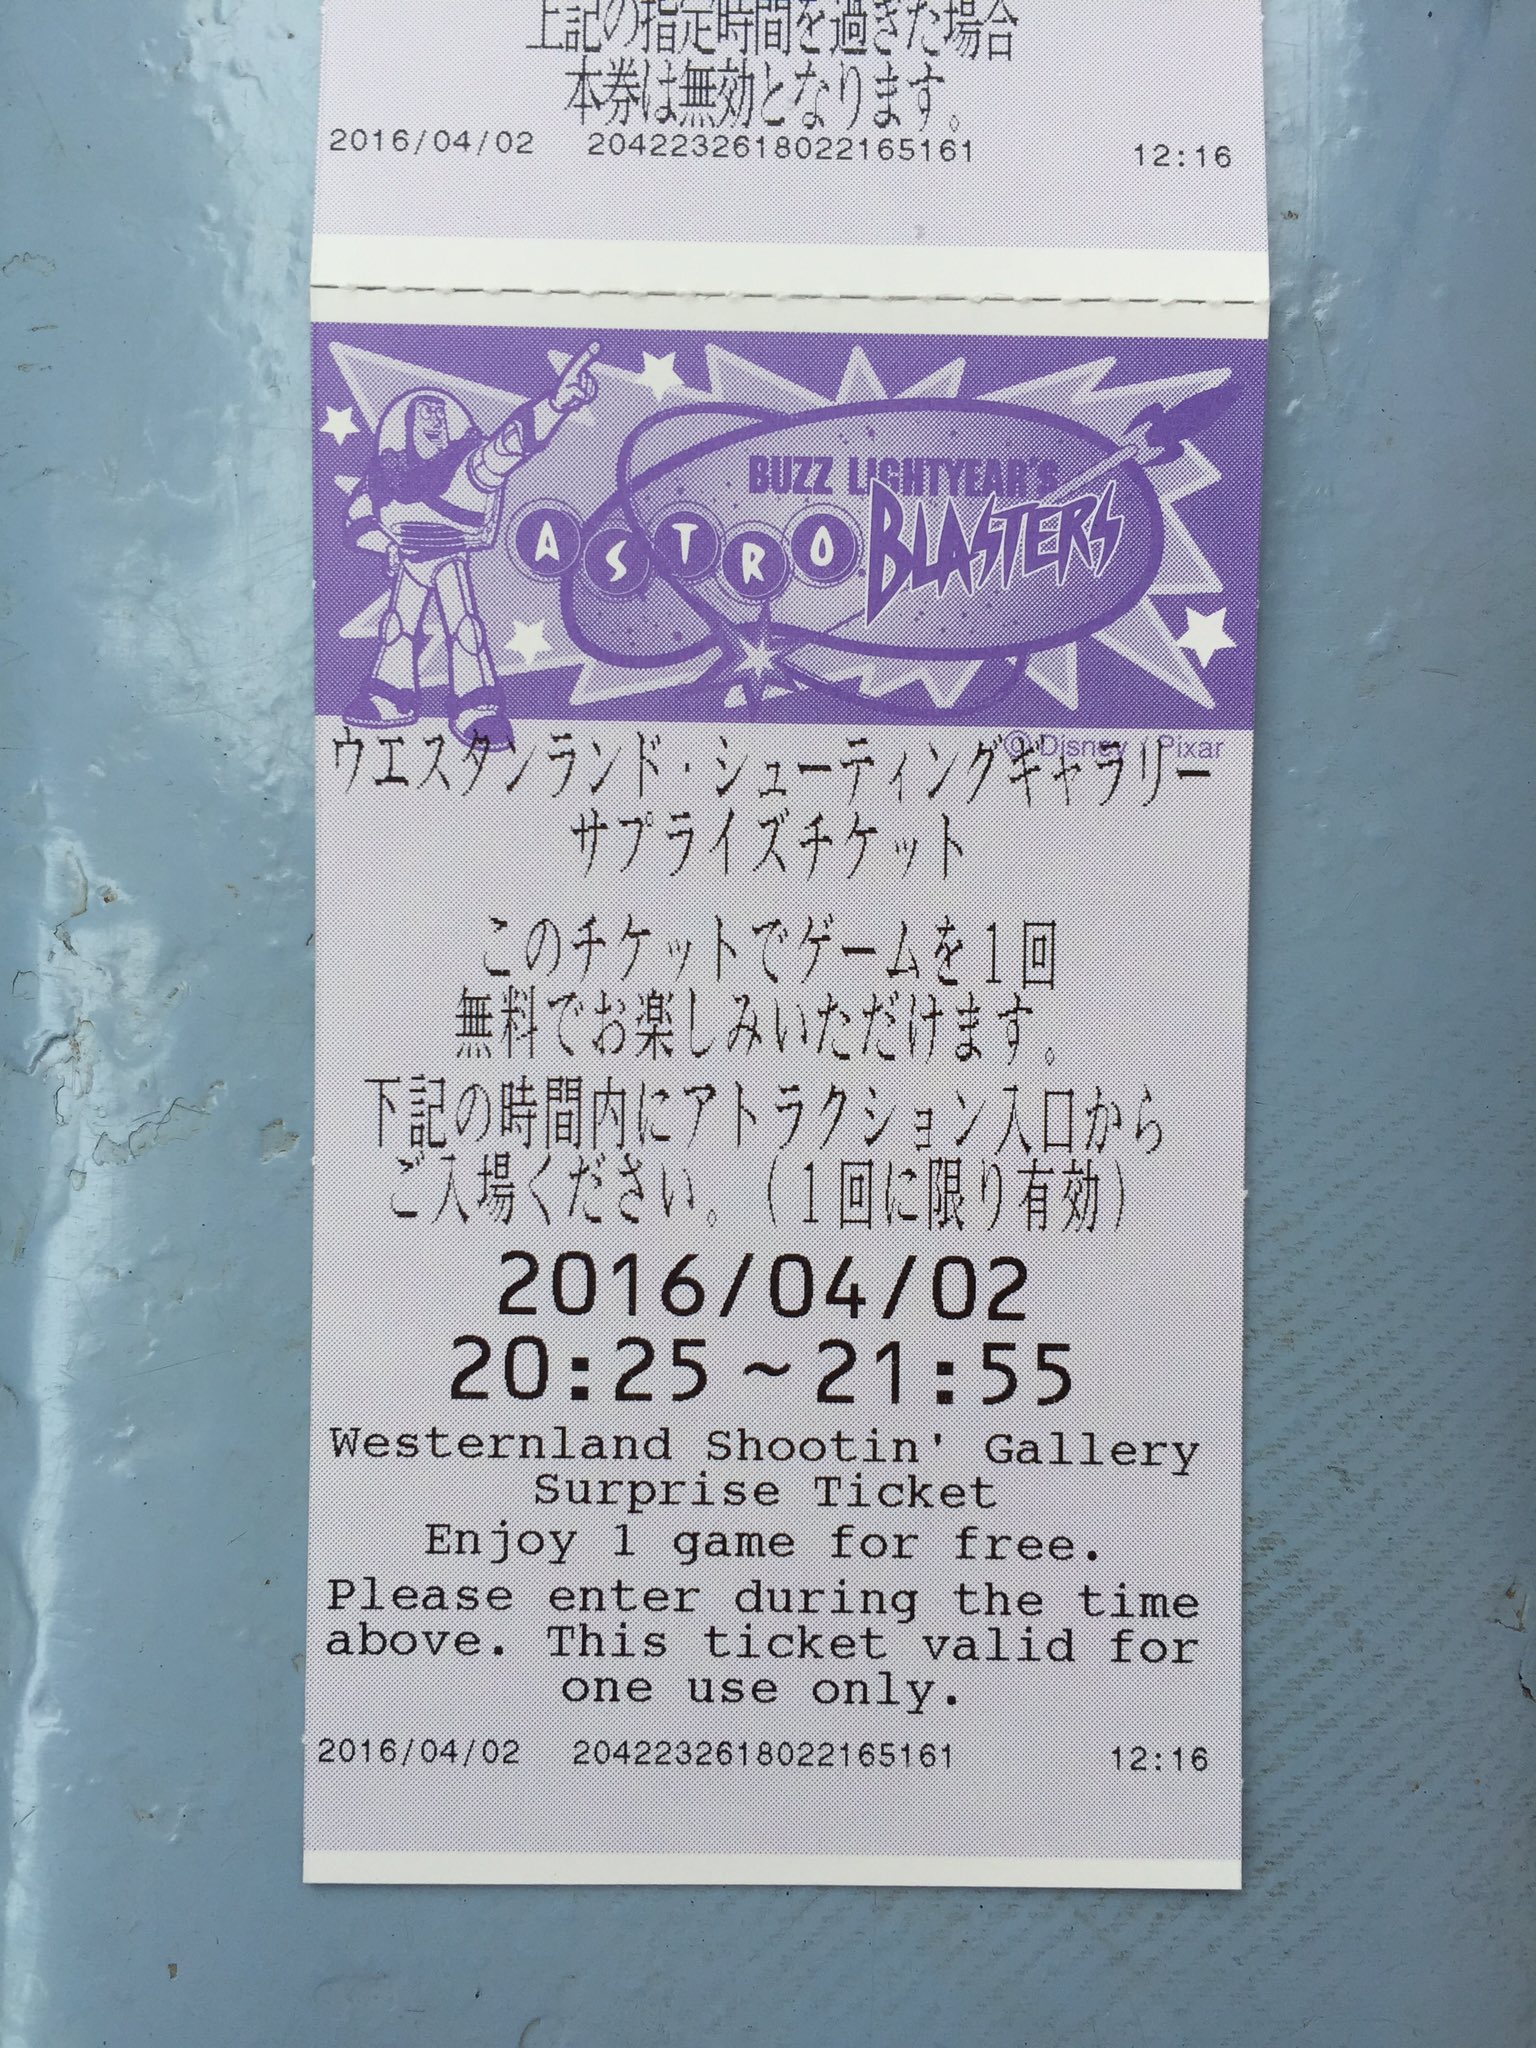 上記の指定時間を過ぎた場合
本券は無効となります。
2016/04/02 2042232618022165161 12:16
BUZZ LIGHTYEAR'S
ASTRO BLASTERS
© Disney / Pixar
ウエスタンランド・シューティングギャラリー
サプライズチケット
このチケットでゲームを1回
無料でお楽しみいただけます。
下記の時間内にアトラクション入口から
ご入場ください。(1回に限り有効)
2016/04/02
20:25~21:55
Westernland Shootin' Gallery
Surprise Ticket
Enjoy 1 game for free.
Please enter during the time
above. This ticket valid for
one use only.
2016/04/02 2042232618022165161 12:16